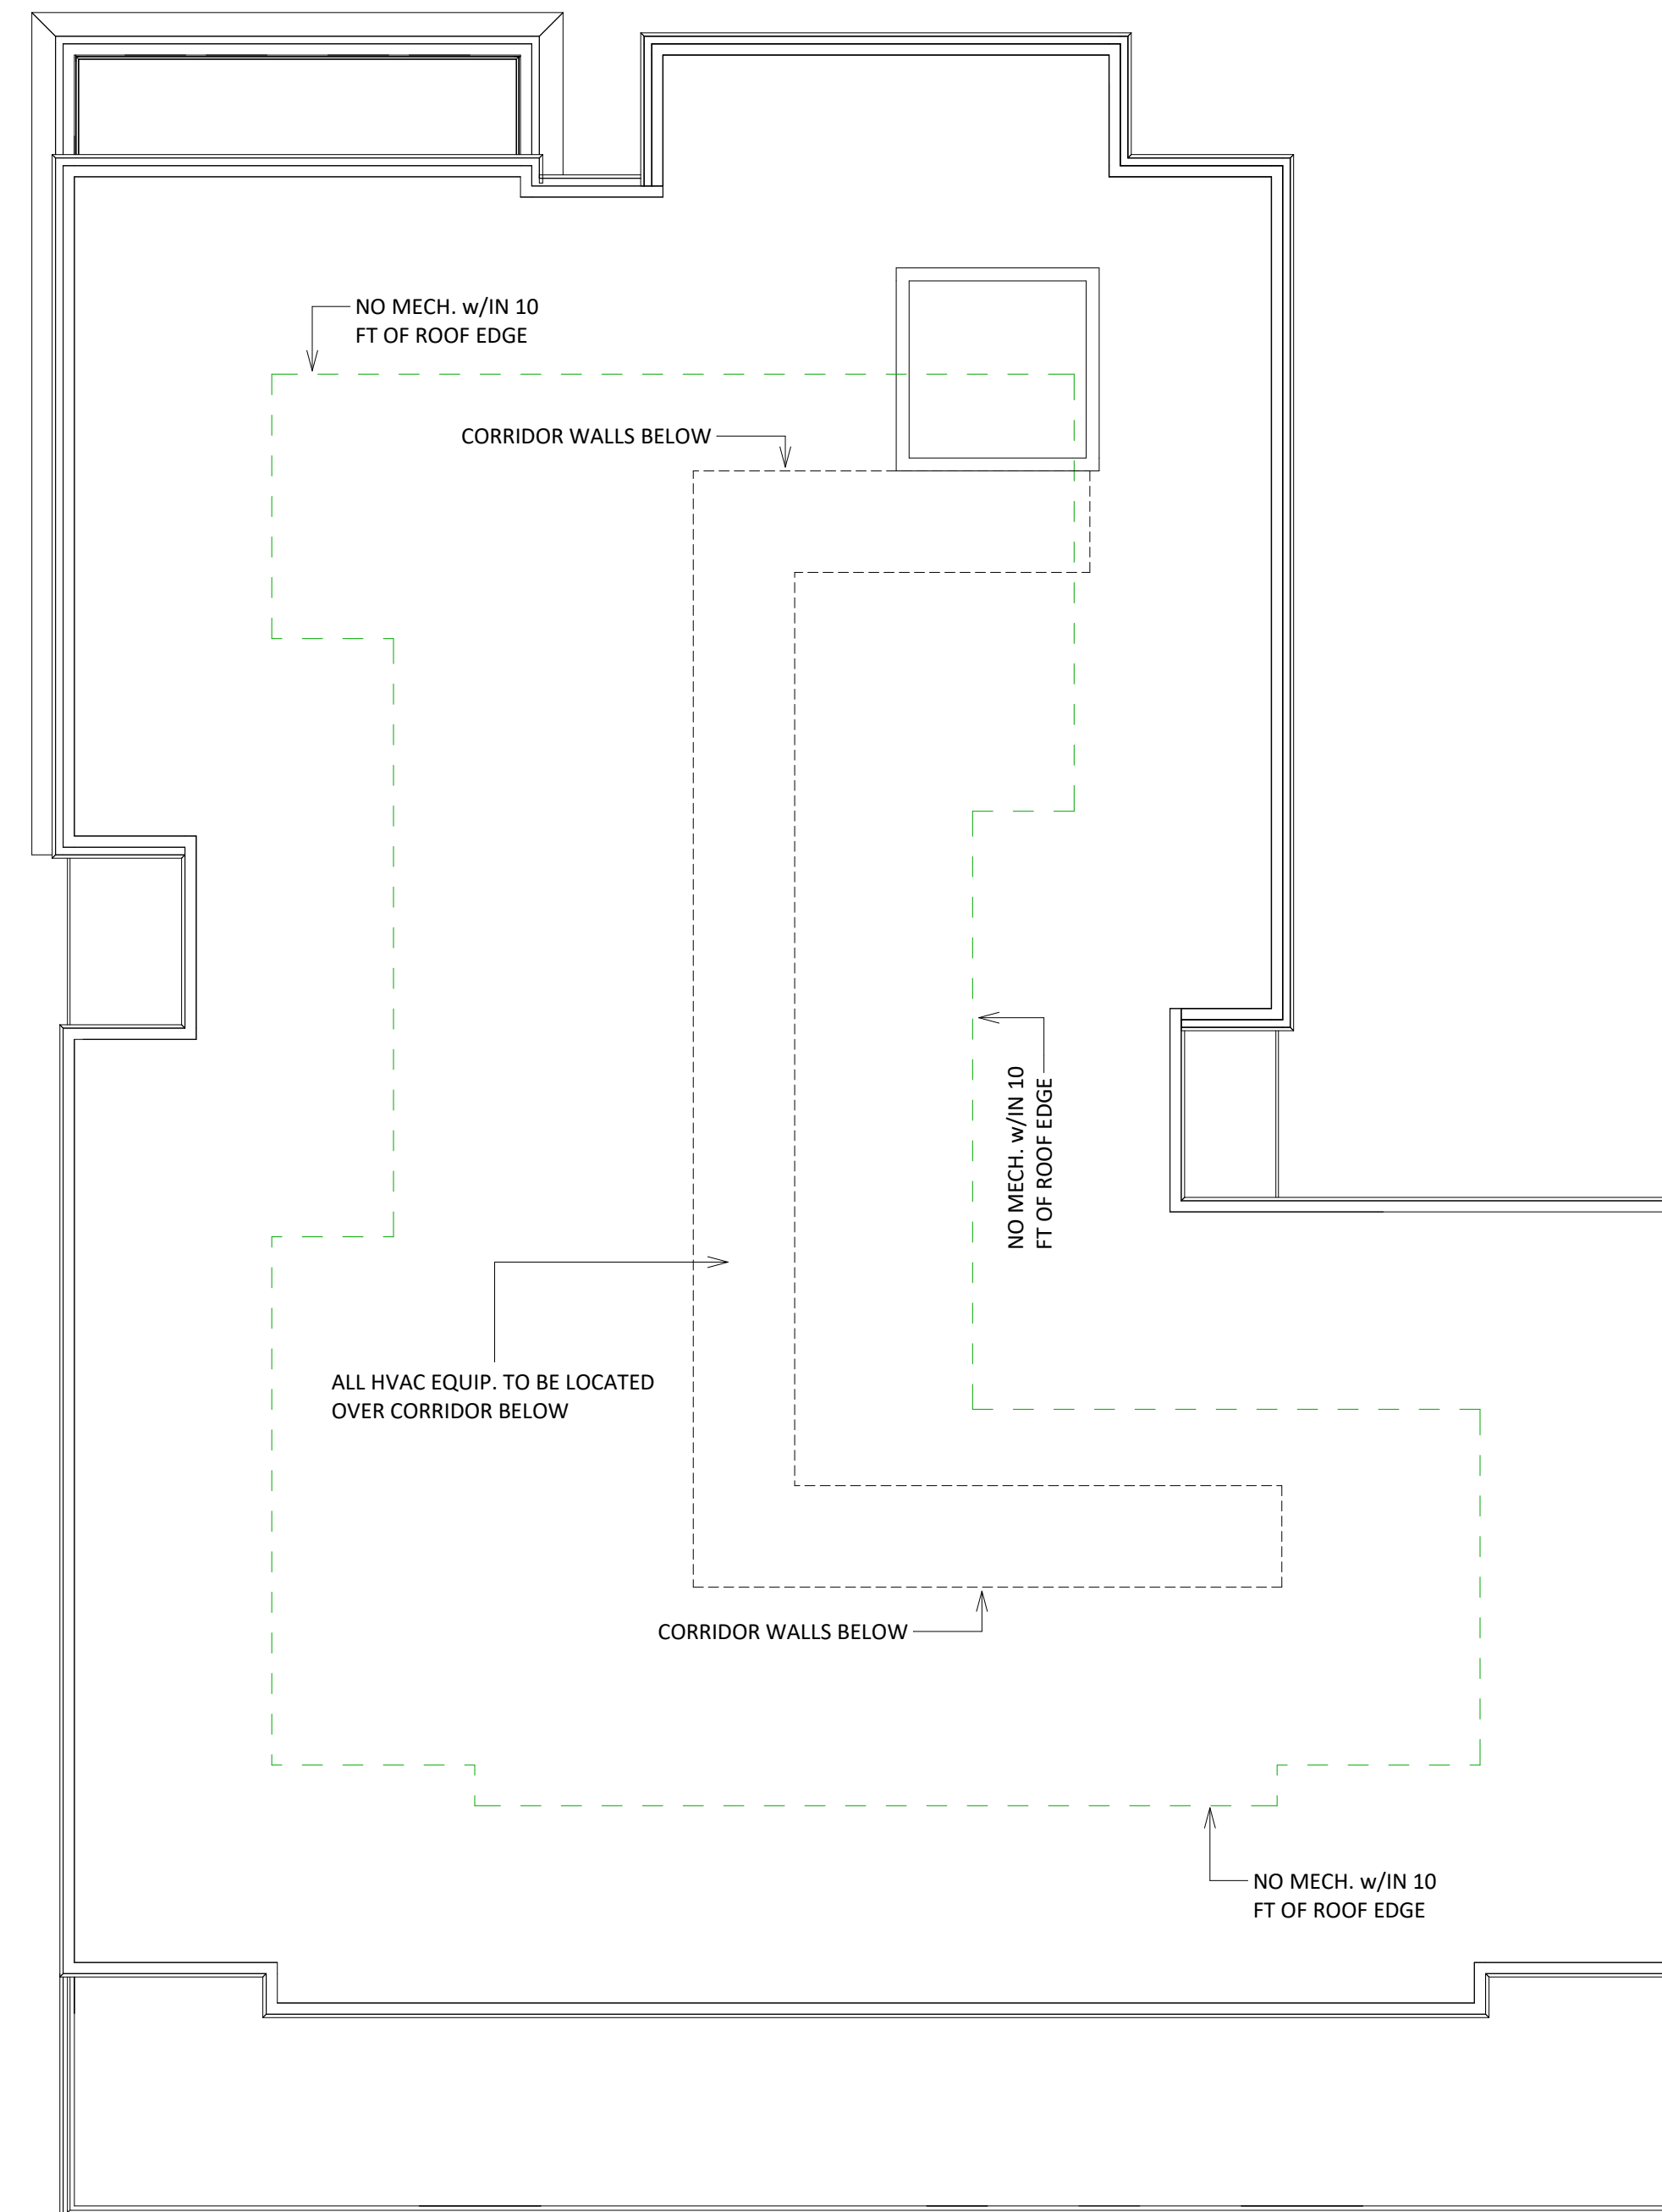 NO MECH. w/IN 10
FT OF ROOF EDGE
CORRIDOR WALLS BELOW
NO MECH. w/IN 10
FT OF ROOF EDGE
ALL HVAC EQUIP. TO BE LOCATED
OVER CORRIDOR BELOW
CORRIDOR WALLS BELOW
NO MECH. w/IN 10
FT OF ROOF EDGE